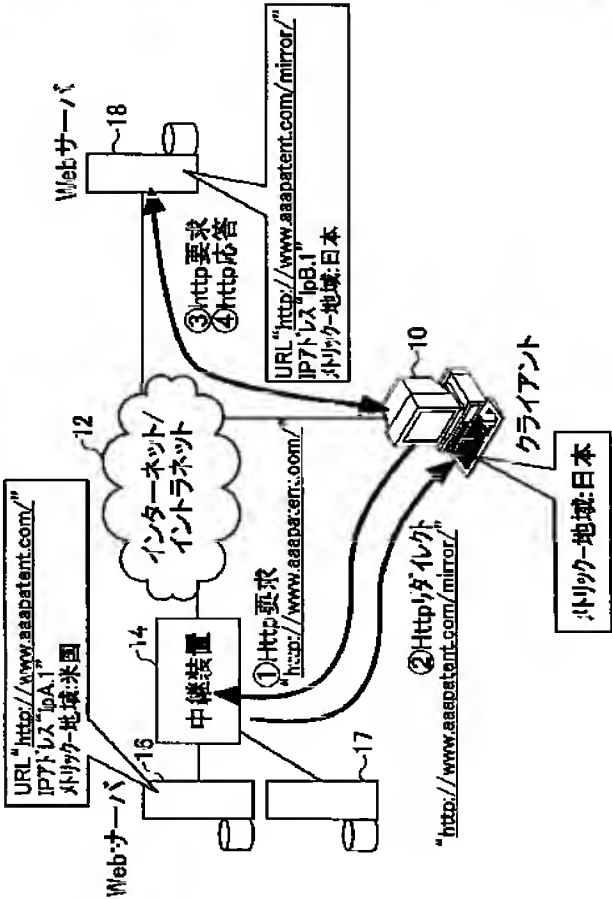 URL "http://www.aaapatent.com/"
IPアドレス"IpA.1"
メトリック-地域:米国
Webサーバ
16
17
14
中継装置
12
インターネット/
イントラネット
①Http要求
"http://www.aaapatent.com/"
②Httpリダイレクト
"http://www.aaapatent.com/mirror/"
③http要求
④http応答
Webサーバ
18
URL "http://www.aaapatent.com/mirror/"
IPアドレス"IpB.1"
メトリック-地域:日本
10
クライアント
メトリック-地域:日本